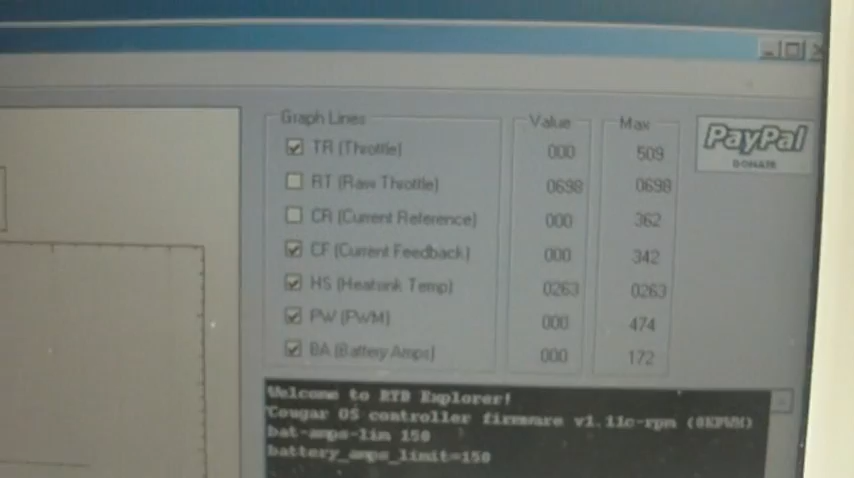 Graph Lines Value Max
TR (Throttle) 000 509
RT (Raw Throttle) 0698 0698
CR (Current Reference) 000 362
CF (Current Feedback) 000 342
HS (Heatsink Temp) 0263 0263
PW (PWM) 000 474
BA (Battery Amps) 000 172
PayPal
DONATE
Welcome to RTD Explorer!
Cougar OS controller firmware v1.11c-rpm (8KPWM)
bat-amps-lim 150
battery_amps_limit=150